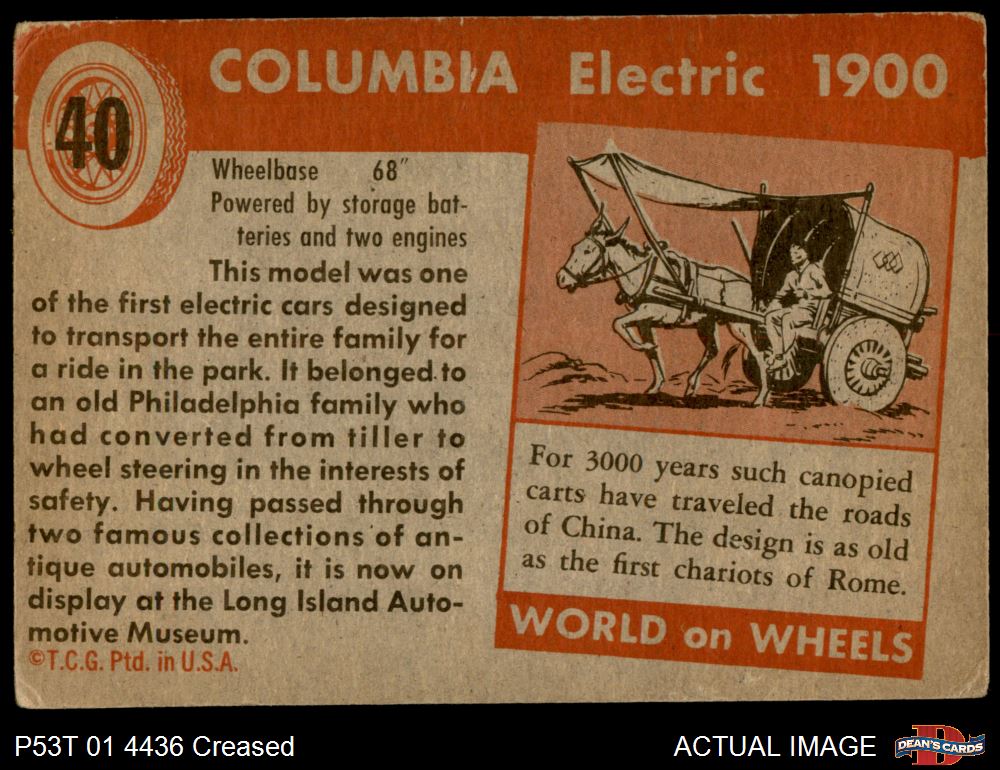 40
COLUMBIA Electric 1900
Wheelbase 68"
Powered by storage bat-
teries and two engines
This model was one
of the first electric cars designed
to transport the entire family for
a ride in the park. It belonged to
an old Philadelphia family who
had converted from tiller to
wheel steering in the interests of
safety. Having passed through
two famous collections of an-
tique automobiles, it is now on
display at the Long Island Auto-
motive Museum.
©T.C.G. Ptd. in U.S.A.
For 3000 years such canopied
carts have traveled the roads
of China. The design is as old
as the first chariots of Rome.
WORLD on WHEELS
P53T 01 4436 Creased
ACTUAL IMAGE
DEAN'S CARDS